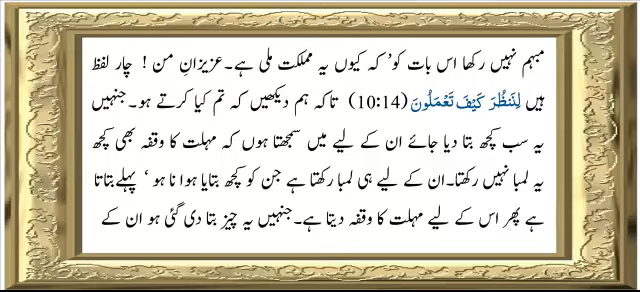 مبہم نہیں رکھا اس بات کو‘ کہ کیوں یہ مملکت ملی ہے۔ عزیزانِ من ! چار لفظ
ہیں لِنَنظُرَ كَيْفَ تَعْمَلُونَ (10:14) تاکہ ہم دیکھیں کہ تم کیا کرتے ہو۔ جنہیں
یہ سب کچھ بتا دیا جائے ان کے لیے میں سمجھتا ہوں کہ مہلت کا وقفہ بھی کچھ
یہ لمبا نہیں رکھتا۔ ان کے لیے ہی لمبا رکھتا ہے جن کو کچھ بتایا ہوا نا ہو ‘ پہلے بتاتا
ہے پھر اس کے لیے مہلت کا وقفہ دیتا ہے۔ جنہیں یہ چیز بتا دی گئی ہو ان کے